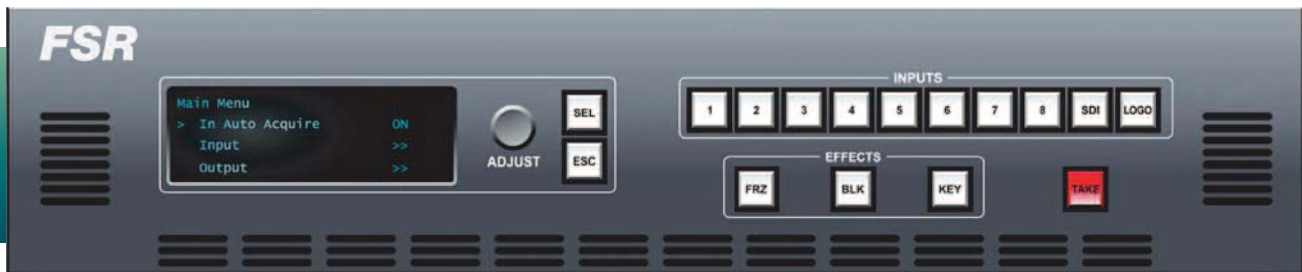 FSR
Main Menu
> In Auto Acquire ON
Input >>
Output >>
ADJUST
SEL
ESC
INPUTS
1 2 3 4 5 6 7 8 SDI LOGO
EFFECTS
FRZ BLK KEY
TAKE